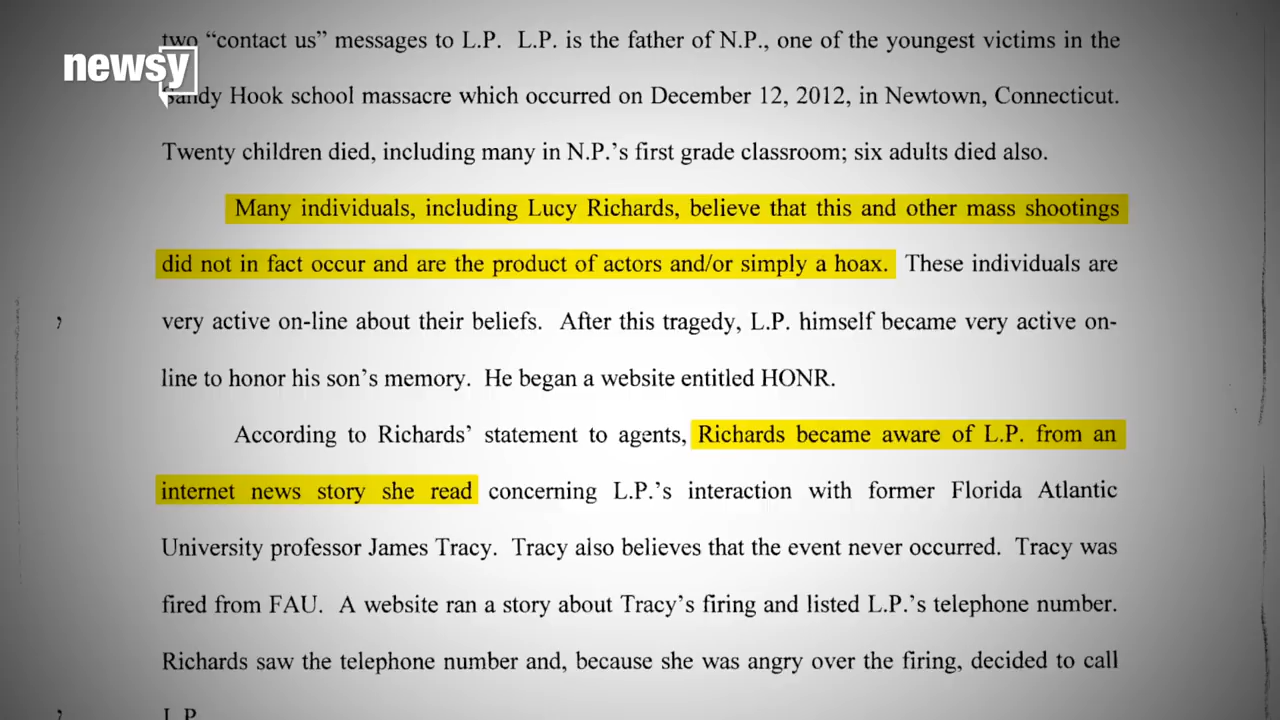 newsy
two “contact us” messages to L.P. L.P. is the father of N.P., one of the youngest victims in the
Sandy Hook school massacre which occurred on December 12, 2012, in Newtown, Connecticut.
Twenty children died, including many in N.P.’s first grade classroom; six adults died also.
Many individuals, including Lucy Richards, believe that this and other mass shootings
did not in fact occur and are the product of actors and/or simply a hoax. These individuals are
very active on-line about their beliefs. After this tragedy, L.P. himself became very active on-
line to honor his son’s memory. He began a website entitled HONR.
According to Richards’ statement to agents, Richards became aware of L.P. from an
internet news story she read concerning L.P.’s interaction with former Florida Atlantic
University professor James Tracy. Tracy also believes that the event never occurred. Tracy was
fired from FAU. A website ran a story about Tracy’s firing and listed L.P.’s telephone number.
Richards saw the telephone number and, because she was angry over the firing, decided to call
L.P.